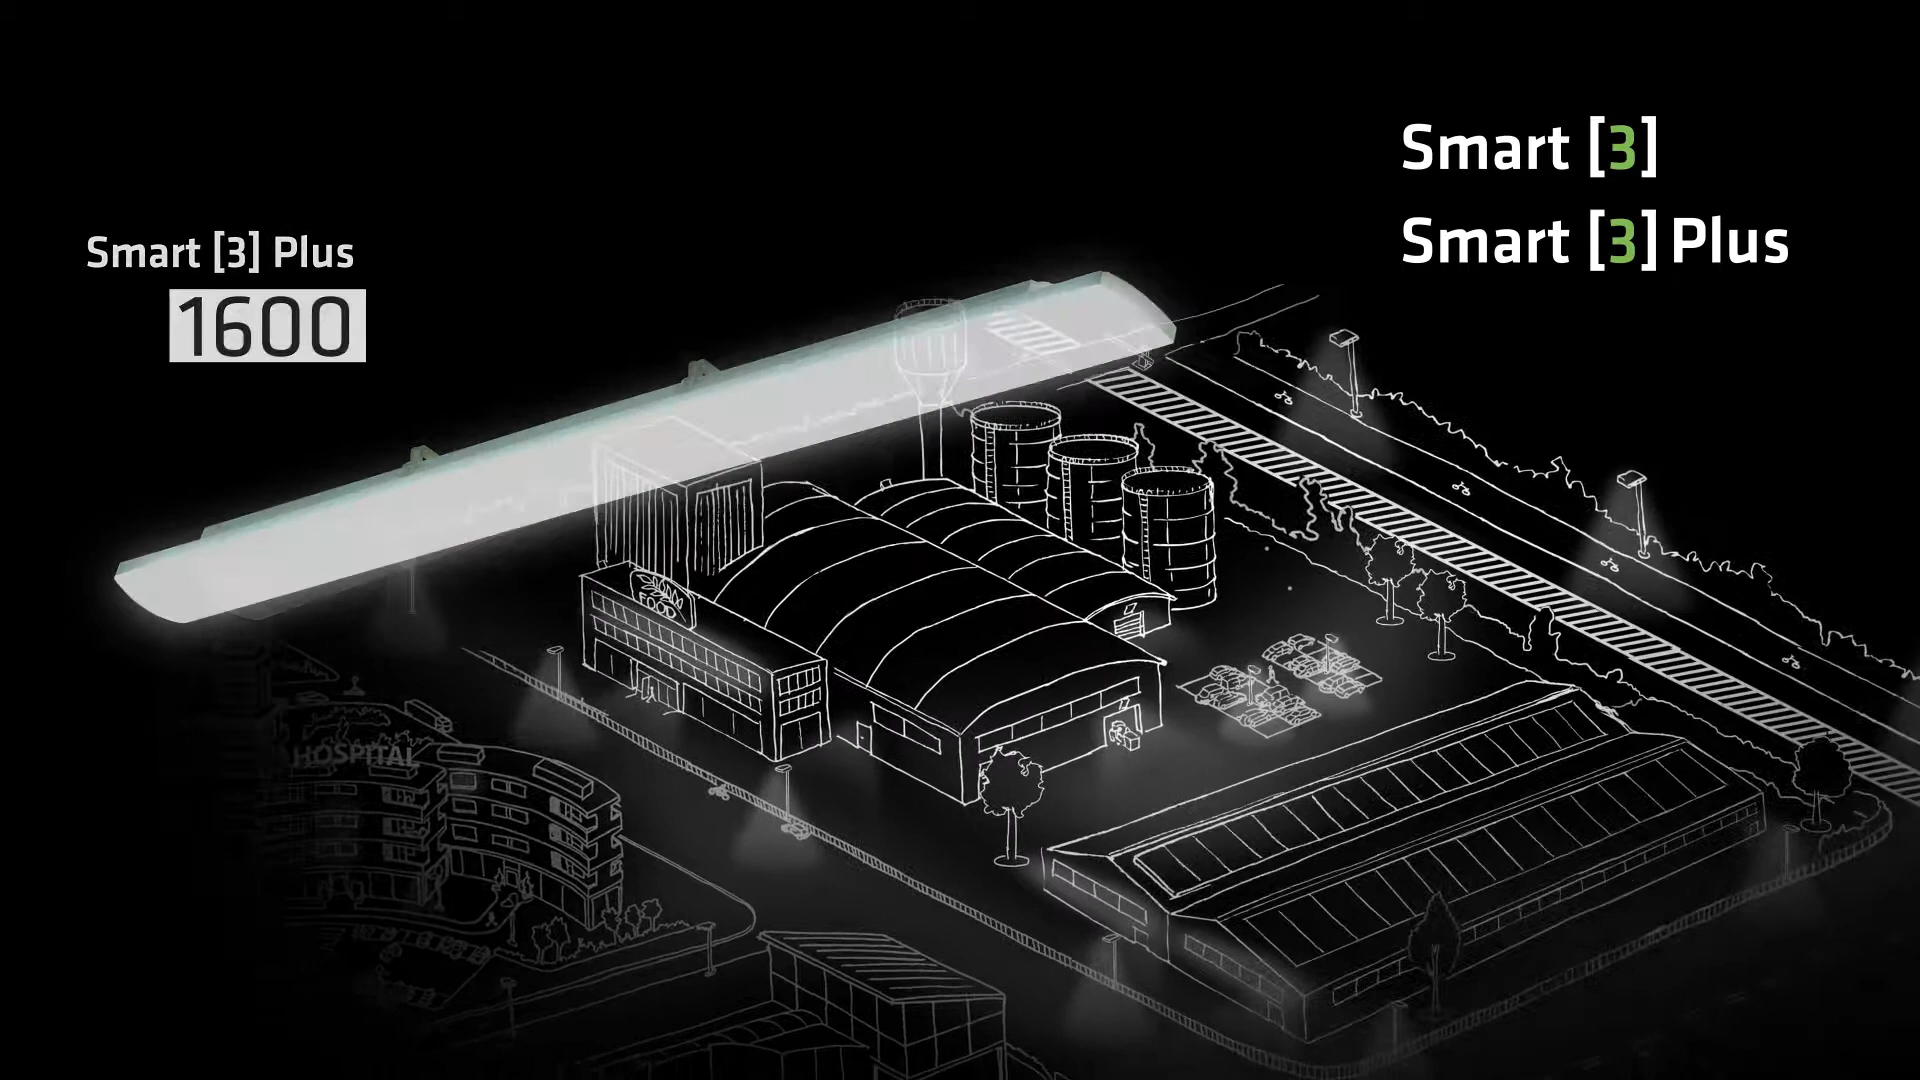 Smart [3]
Smart [3] Plus
Smart [3] Plus
1600
FOOD
HOSPITAL